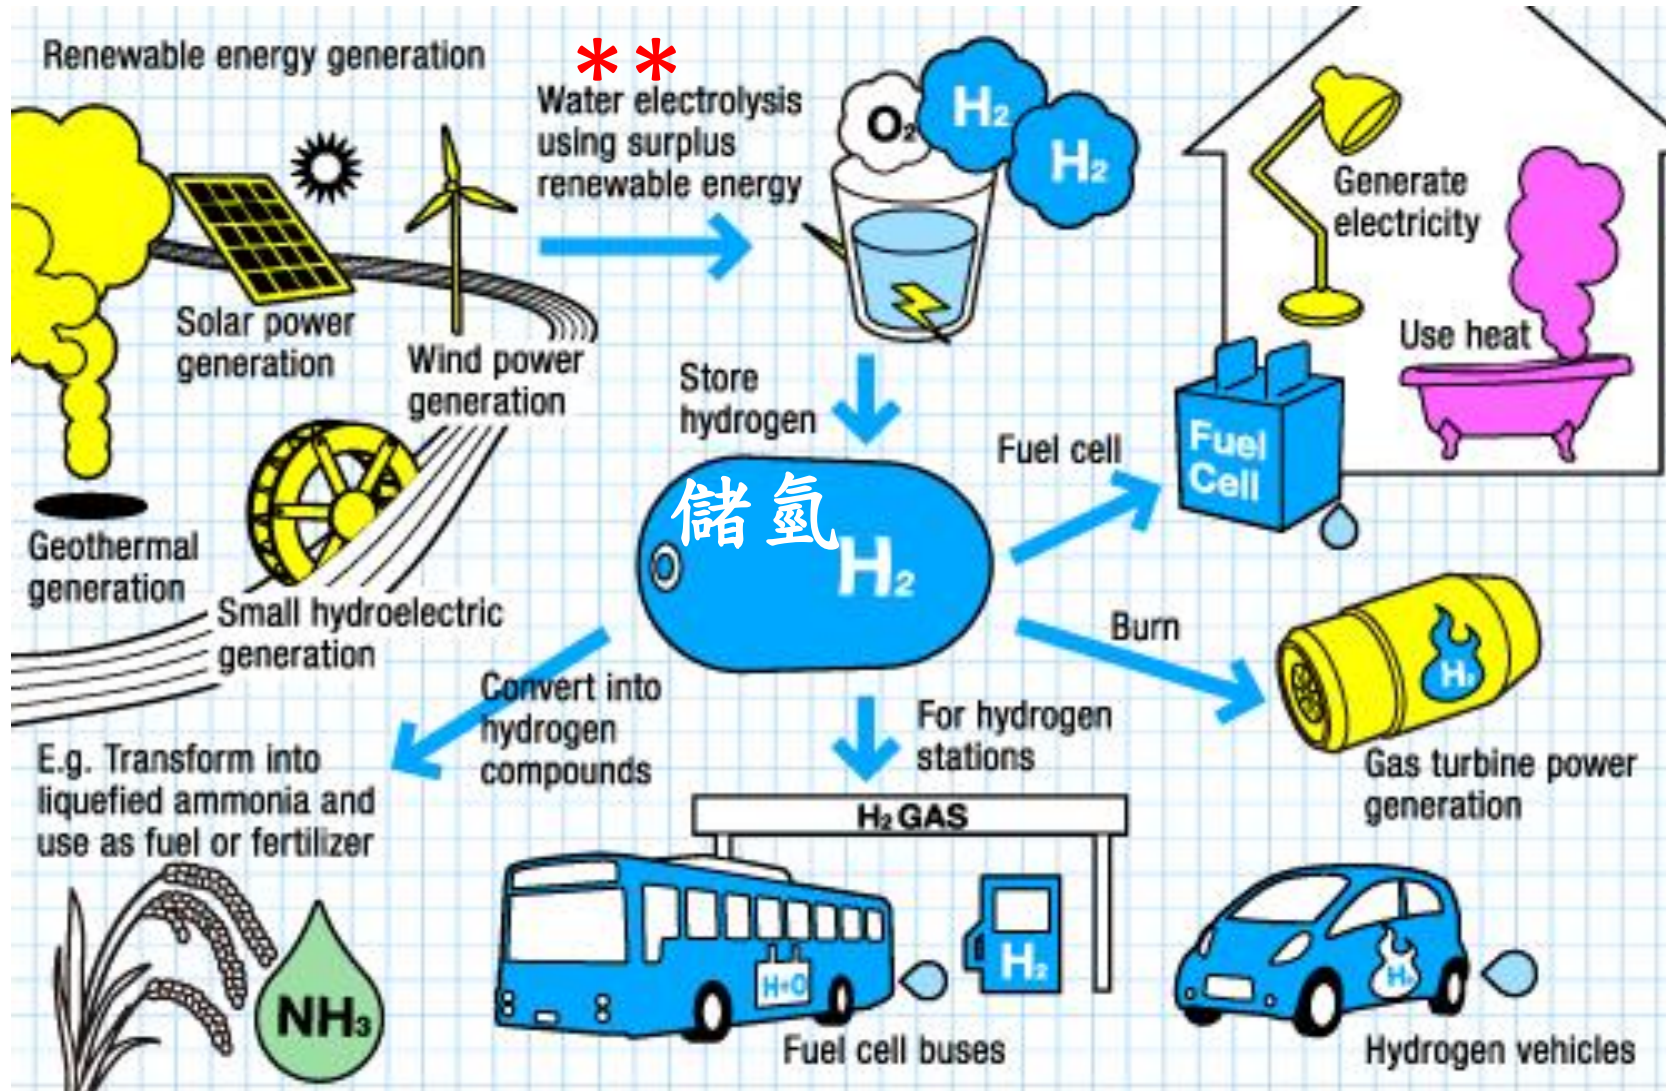 Renewable energy generation
**
Water electrolysis
using surplus
renewable energy
O₂
H₂
H₂
Generate
electricity
Use heat
Solar power
generation
Wind power
generation
Store
hydrogen
Fuel cell
Fuel
Cell
儲氫
H₂
Geothermal
generation
Small hydroelectric
generation
Burn
H₂
Gas turbine power
generation
Convert into
hydrogen
compounds
For hydrogen
stations
E.g. Transform into
liquefied ammonia and
use as fuel or fertilizer
NH₃
H₂ GAS
H+O
H₂
Fuel cell buses
H₂
Hydrogen vehicles